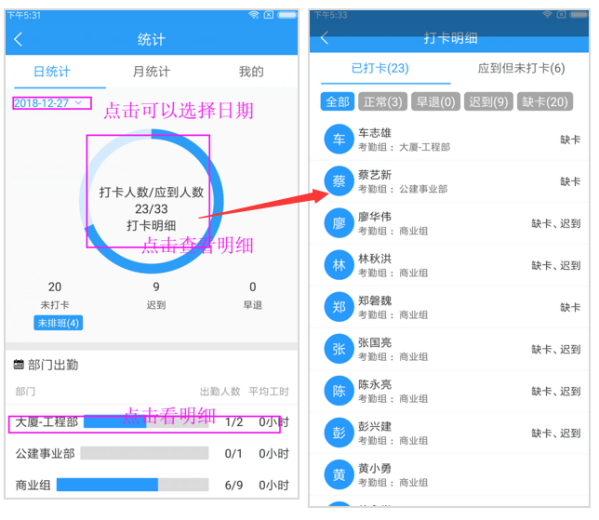 下午5:31
统计
日统计 月统计 我的
2018-12-27
点击可以选择日期
打卡人数/应到人数
23/33
打卡明细
点击查看明细
20 9 0
未打卡 迟到 早退
未排班(4)
部门出勤
部门 出勤人数 平均工时
点击看明细
大厦-工程部 1/2 0小时
公建事业部 0/1 0小时
商业组 6/9 0小时
下午5:33
打卡明细
已打卡(23) 应到但未打卡(6)
全部 正常(3) 早退(0) 迟到(9) 缺卡(20)
车 车志雄 缺卡
考勤组：大厦-工程部
蔡 蔡艺新 缺卡
考勤组：公建事业部
廖 廖华伟 缺卡、迟到
考勤组：商业组
林 林秋洪 缺卡、迟到
考勤组：商业组
郑 郑磐魏 缺卡
考勤组：商业组
张 张国亮 缺卡、迟到
考勤组：商业组
陈 陈永亮 缺卡、迟到
考勤组：商业组
彭 彭兴建 缺卡、迟到
考勤组：商业组
黄 黄小勇
考勤组：商业组